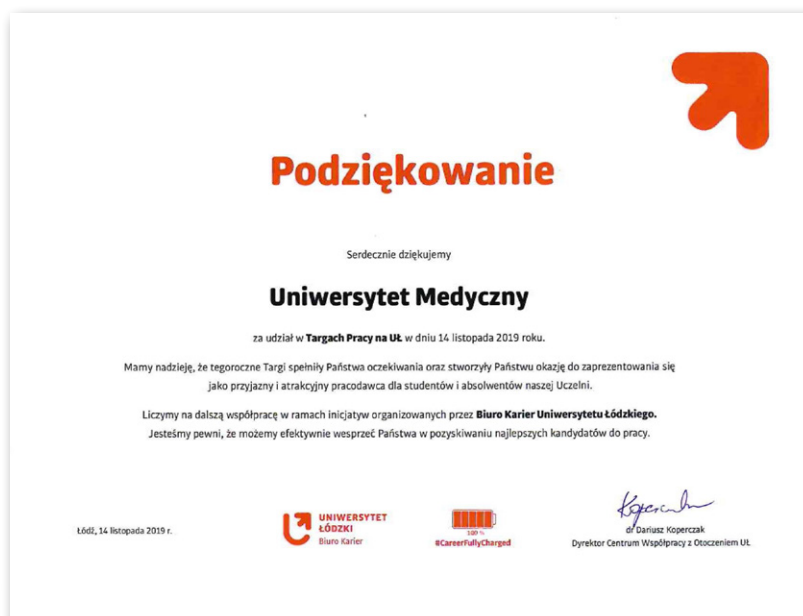 Podziękowanie
Serdecznie dziękujemy
Uniwersytet Medyczny
za udział w Targach Pracy na UŁ w dniu 14 listopada 2019 roku.
Mamy nadzieję, że tegoroczne Targi spełniły Państwa oczekiwania oraz stworzyły Państwu okazję do zaprezentowania się
jako przyjazny i atrakcyjny pracodawca dla studentów i absolwentów naszej Uczelni.
Liczymy na dalszą współpracę w ramach inicjatyw organizowanych przez Biuro Karier Uniwersytetu Łódzkiego.
Jesteśmy pewni, że możemy efektywnie wesprzeć Państwa w pozyskiwaniu najlepszych kandydatów do pracy.
Łódź, 14 listopada 2019 r.
UNIWERSYTET
ŁÓDZKI
Biuro Karier
100 %
#CareerFullyCharged
Koperczak
dr Dariusz Koperczak
Dyrektor Centrum Współpracy z Otoczeniem UŁ